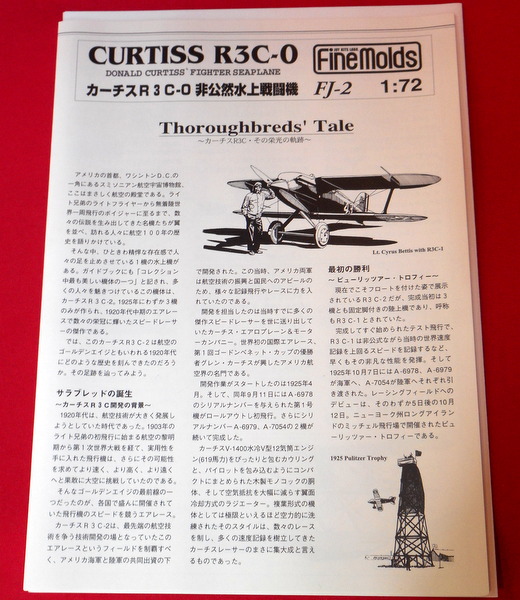 CURTISS R3C-0
DONALD CURTISS' FIGHTER SEAPLANE
カーチスR3C-0 非公然水上戦闘機
FineMolds
FJ-2
1:72
Thoroughbreds' Tale
〜カーチスR3C・その栄光の軌跡〜
アメリカの首都、ワシントンD.C.の
一角にあるスミソニアン航空宇宙博物館、
ここはまさしく航空の殿堂である。ライ
ト兄弟のライトフライヤーから無着陸世
界一周飛行のボイジャーに至るまで、数々
の伝説を生み出してきた名機たちが翼
を並べ、訪れる人々に航空100年の歴
史を語りかけている。
そんな中、ひときわ精悍な存在感で人
々の足を止めさせている1機の水上機が
ある。ガイドブックにも「コレクション
中最も美しい機体の一つ」と記され、多
くの人々を魅きつけているこの機体は、
カーチスR3C-2。1925年にわずか3機
のみが作られ、1920年代中期のエアレー
スで数々の栄冠に輝いたスピードレーサ
ーの傑作である。
では、このカーチスR3C-2は航空の
ゴールデンエイジともいわれる1920年代
にどのような歴史を刻んできたのだろう
か。その足跡を辿ってみよう。
サラブレッドの誕生
〜カーチスR3C開発の背景〜
1920年代は、航空技術が大きく発展し
ようとしていた時代であった。1903年の
ライト兄弟の初飛行に始まる航空の黎明
期から第1次世界大戦を経て、実用性を
手に入れた飛行機は、さらにその可能性
を求めてより速く、より高く、より遠く
へと果敢に大空に挑戦していたのである。
そんなゴールデンエイジの最前線の一
つだったのが、各国で盛んに開催されて
いた飛行機のスピードを競うエアレース。
カーチスR3C-2は、最先端の航空技
術を争う技術開発の場となっていたこの
エアレースというフィールドを制覇すべ
く、アメリカ海軍と陸軍の共同出資の下
Lt. Cyrus Bettis with R3C-1
で開発された。この当時、アメリカ両軍
は航空技術の振興と国民へのアピールの
ため、様々な記録飛行やレースに力を入
れていたのである。
開発を担当したのは当時すでに多くの
傑作スピードレーサーを世に送り出して
いたカーチス・エアロプレーン&モータ
ーカンパニー。世界初の国際エアレース、
第1回ゴードンベネット・カップの優勝
者グレン・カーチスが興したアメリカ航
空界の名門である。
開発作業がスタートしたのは1925年4
月。そして、同年9月11日にはA-6978
のシリアルナンバーを与えられた第1号
機がロールアウトし初飛行。さらにシリ
アルナンバーA-6979、A-7054の2機が
続いて完成した。
カーチスV-1400水冷V型12気筒エンジ
ン(619馬力)をぴったりと包むカウリング
と、パイロットを包み込むようにコンパ
クトにまとめられた木製モノコックの胴
体、そして空気抵抗を大幅に減らす翼面
冷却方式のラジエーター。複葉形式の機
体としては極限といえるほど空力的に洗
練されたそのスタイルは、数々のレース
を制し、多くの速度記録を樹立してきた
カーチスレーサーのまさに集大成と言え
るものであった。
最初の勝利
〜ピューリッツアー・トロフィー〜
現在でこそフロートを付けた姿で展示
されているR3C-2だが、完成当初は3
機とも固定脚付きの陸上機であり、呼称
もR3C-1とされていた。
完成してすぐ始められたテスト飛行で、
R3C-1は非公式ながら当時の世界速度
記録を上回るスピードを記録するなど、
早くもその非凡な性能を発揮。そして
1925年10月7日にはA-6978、A-6979
が海軍へ、A-7054が陸軍へそれぞれ引き
渡された。レーシングフィールドへの
デビューは、そのわずか5日後の10月
12日。ニューヨーク州ロングアイラン
ドのミッチェル飛行場で開催されたピュ
ーリッツアー・トロフィーである。
1925 Pulitzer Trophy